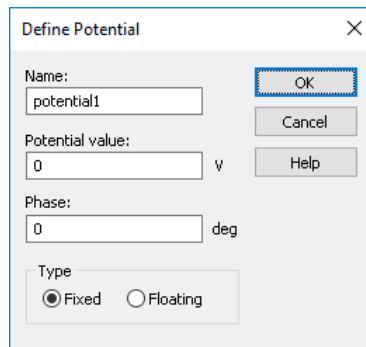 Define Potential
Name:
OK
potential1
Cancel
Potential value:
0 V
Help
Phase:
0 deg
Type
Fixed Floating